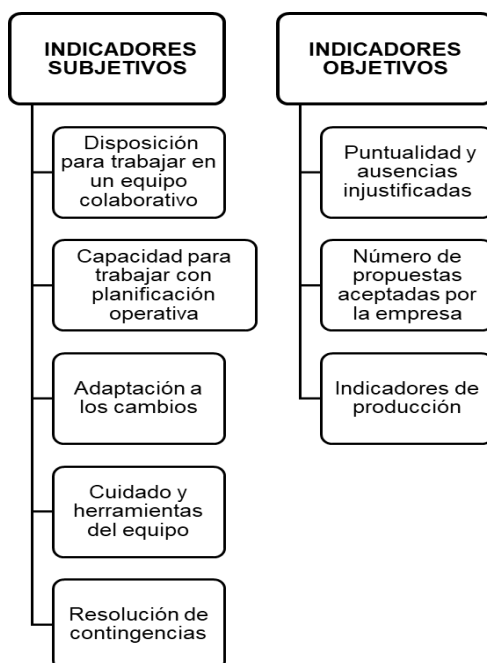 INDICADORES
SUBJETIVOS
Disposición
para trabajar en
un equipo
colaborativo
Capacidad para
trabajar con
planificación
operativa
Adaptación a
los cambios
Cuidado y
herramientas
del equipo
Resolución de
contingencias
INDICADORES
OBJETIVOS
Puntualidad y
ausencias
injustificadas
Número de
propuestas
aceptadas por
la empresa
Indicadores de
producción